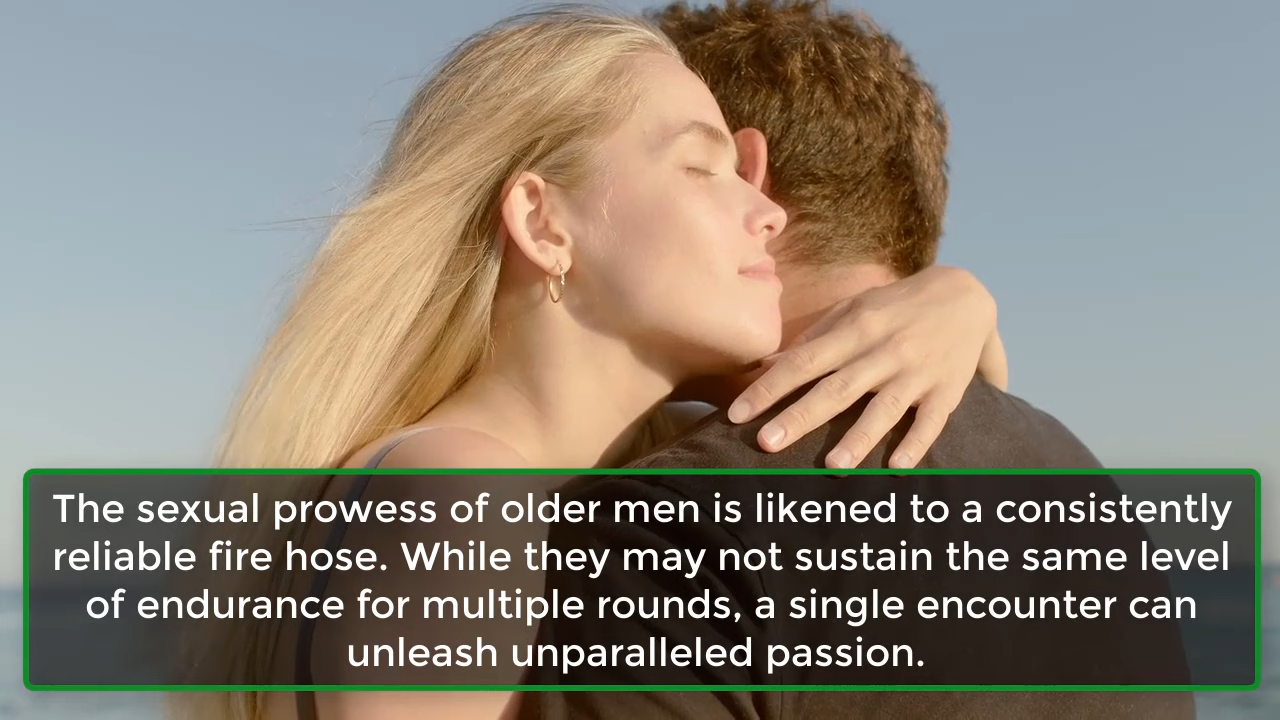 The sexual prowess of older men is likened to a consistently
reliable fire hose. While they may not sustain the same level
of endurance for multiple rounds, a single encounter can
unleash unparalleled passion.